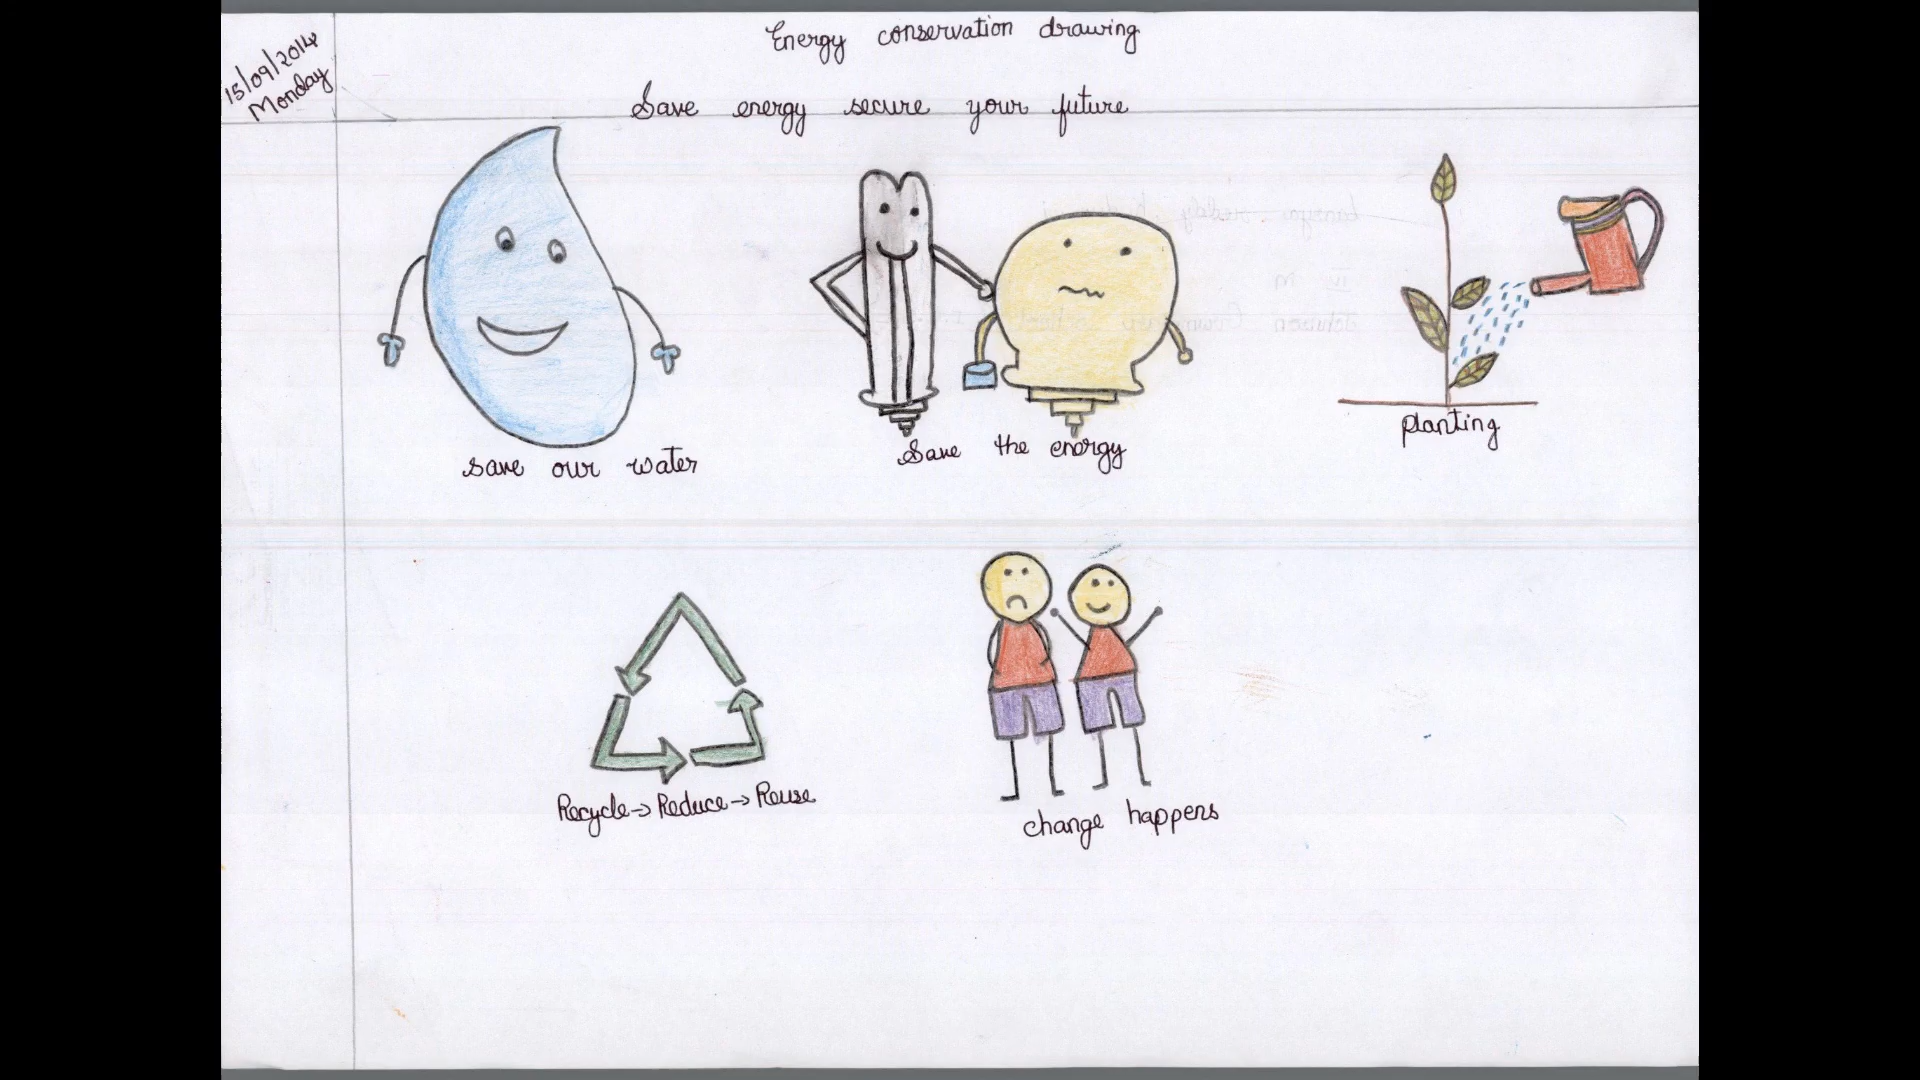 15/09/2014
Monday
Energy conservation drawing
Save energy secure your future
save our water
Save the energy
planting
Recycle→Reduce→Reuse
change happens